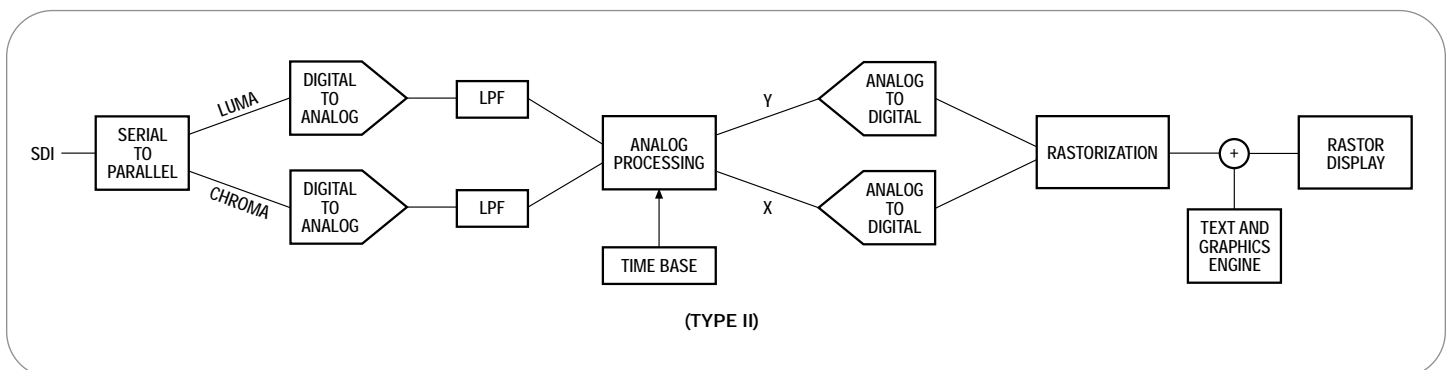 SDI
SERIAL
TO
PARALLEL
LUMA
CHROMA
DIGITAL
TO
ANALOG
DIGITAL
TO
ANALOG
LPF
LPF
ANALOG
PROCESSING
TIME BASE
Y
X
ANALOG
TO
DIGITAL
ANALOG
TO
DIGITAL
RASTORIZATION
+
TEXT AND
GRAPHICS
ENGINE
RASTOR
DISPLAY
(TYPE II)